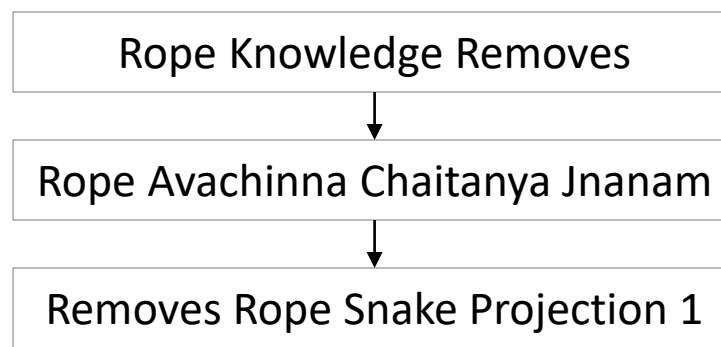 Rope Knowledge Removes
Rope Avachinna Chaitanya Jnanam
Removes Rope Snake Projection 1